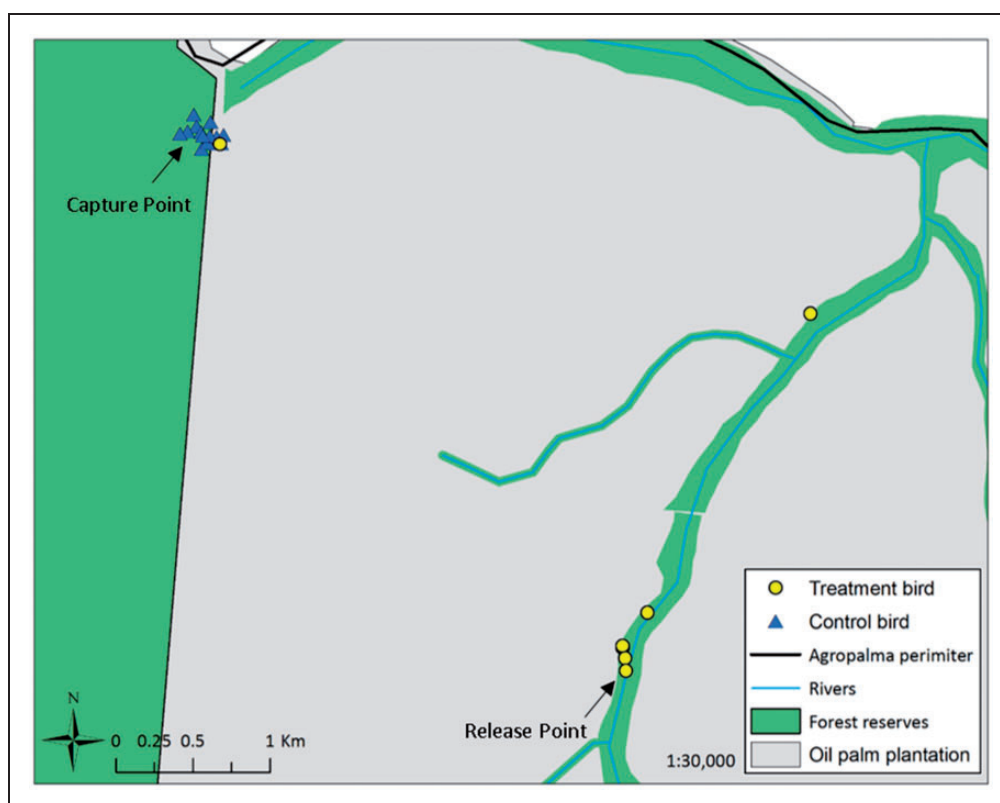 Capture Point
Release Point
N
0 0.25 0.5 1 Km
1:30,000
Treatment bird
Control bird
Agropalma perimiter
Rivers
Forest reserves
Oil palm plantation